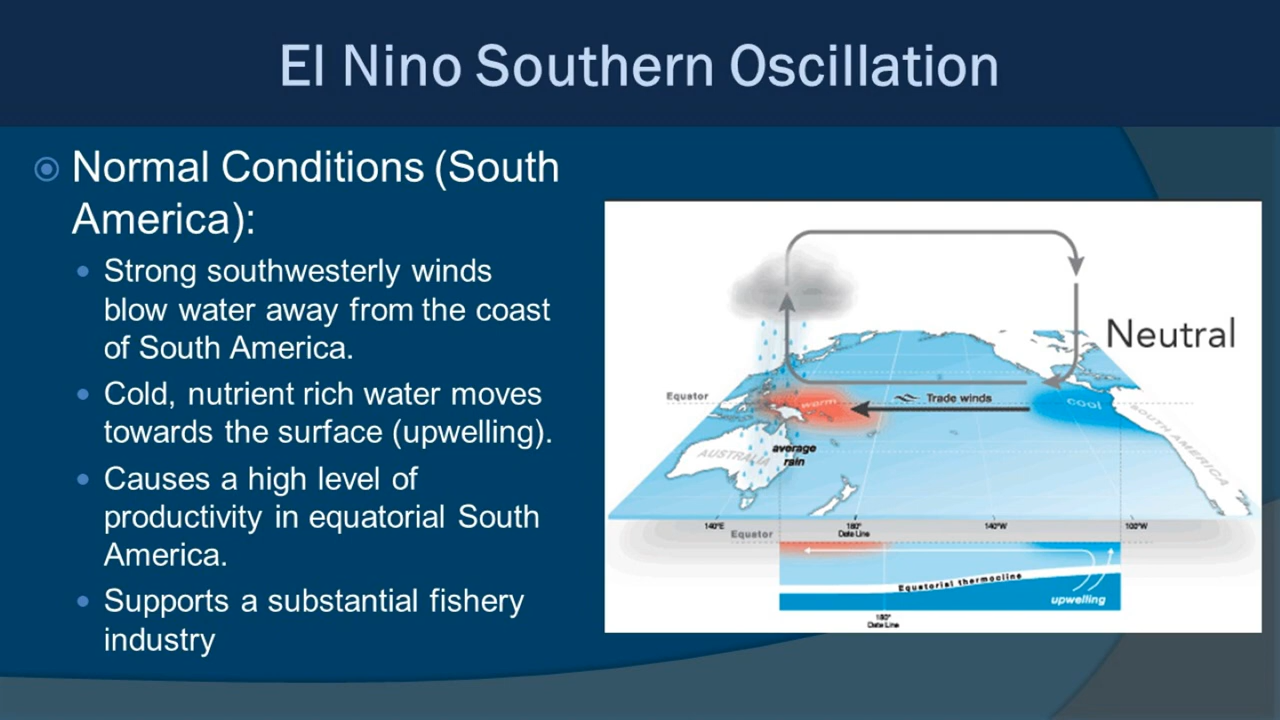 El Nino Southern Oscillation
Normal Conditions (South
America):
Strong southwesterly winds
blow water away from the coast
of South America.
Cold, nutrient rich water moves
towards the surface (upwelling).
Causes a high level of
productivity in equatorial South
America.
Supports a substantial fishery
industry
Neutral
Equator
Trade winds
warm
cool
SOUTH AMERICA
AUSTRALIA
average
rain
140°E
180°
Date Line
140°W
100°W
Equator
Equatorial thermocline
upwelling
180°
Date Line